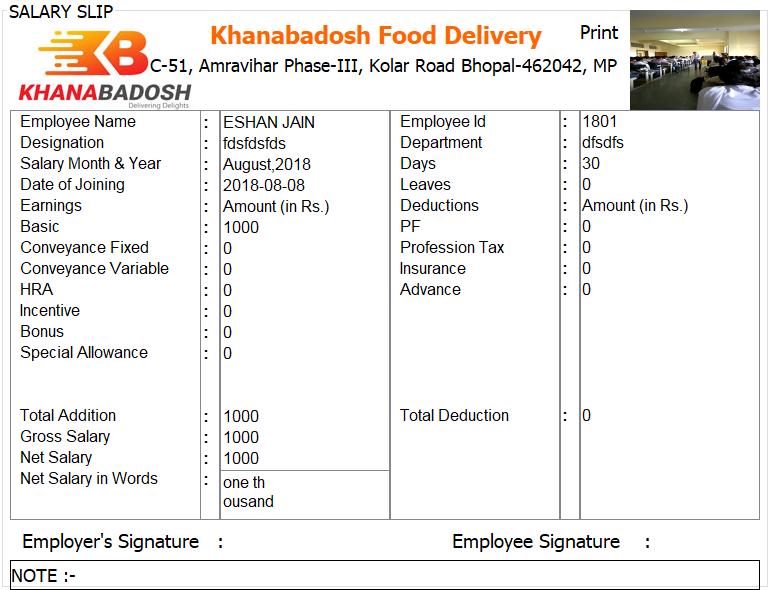 SALARY SLIP
Khanabadosh Food Delivery
Print
C-51, Amravihar Phase-III, Kolar Road Bhopal-462042, MP
KB
KHANABADOSH
Delivering Delights
Employee Name : ESHAN JAIN Employee Id : 1801
Designation : fdsfdsfds Department : dfsdfs
Salary Month & Year : August,2018 Days : 30
Date of Joining : 2018-08-08 Leaves : 0
Earnings : Amount (in Rs.) Deductions : Amount (in Rs.)
Basic : 1000 PF : 0
Conveyance Fixed : 0 Profession Tax : 0
Conveyance Variable : 0 Insurance : 0
HRA : 0 Advance : 0
Incentive : 0
Bonus : 0
Special Allowance : 0
Total Addition : 1000 Total Deduction : 0
Gross Salary : 1000
Net Salary : 1000
Net Salary in Words : one th
ousand
Employer's Signature : Employee Signature :
NOTE :-